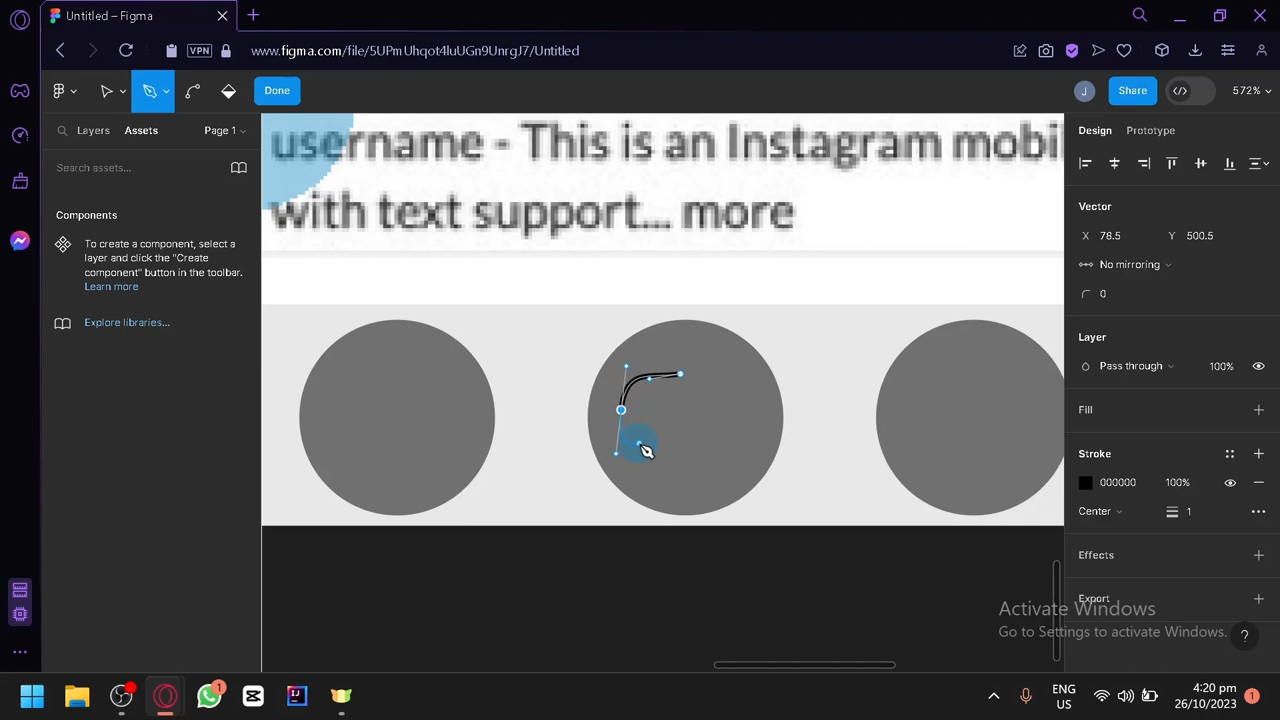 Untitled – Figma
VPN
www.figma.com/file/5UPmUhqot4luUGn9UnrgJ7/Untitled
Done
J
Share
572%
Layers
Assets
Page 1
Search assets...
Components
To create a component, select a
layer and click the "Create
component" button in the toolbar.
Learn more
Explore libraries...
username - This is an Instagram mobi
with text support... more
Design
Prototype
Vector
X 78.5
Y 500.5
No mirroring
0
Layer
Pass through
100%
Fill
Stroke
000000
100%
Center
1
Effects
Export
Activate Windows
Go to Settings to activate Windows.
?
1
ENG
US
4:20 pm
26/10/2023
1